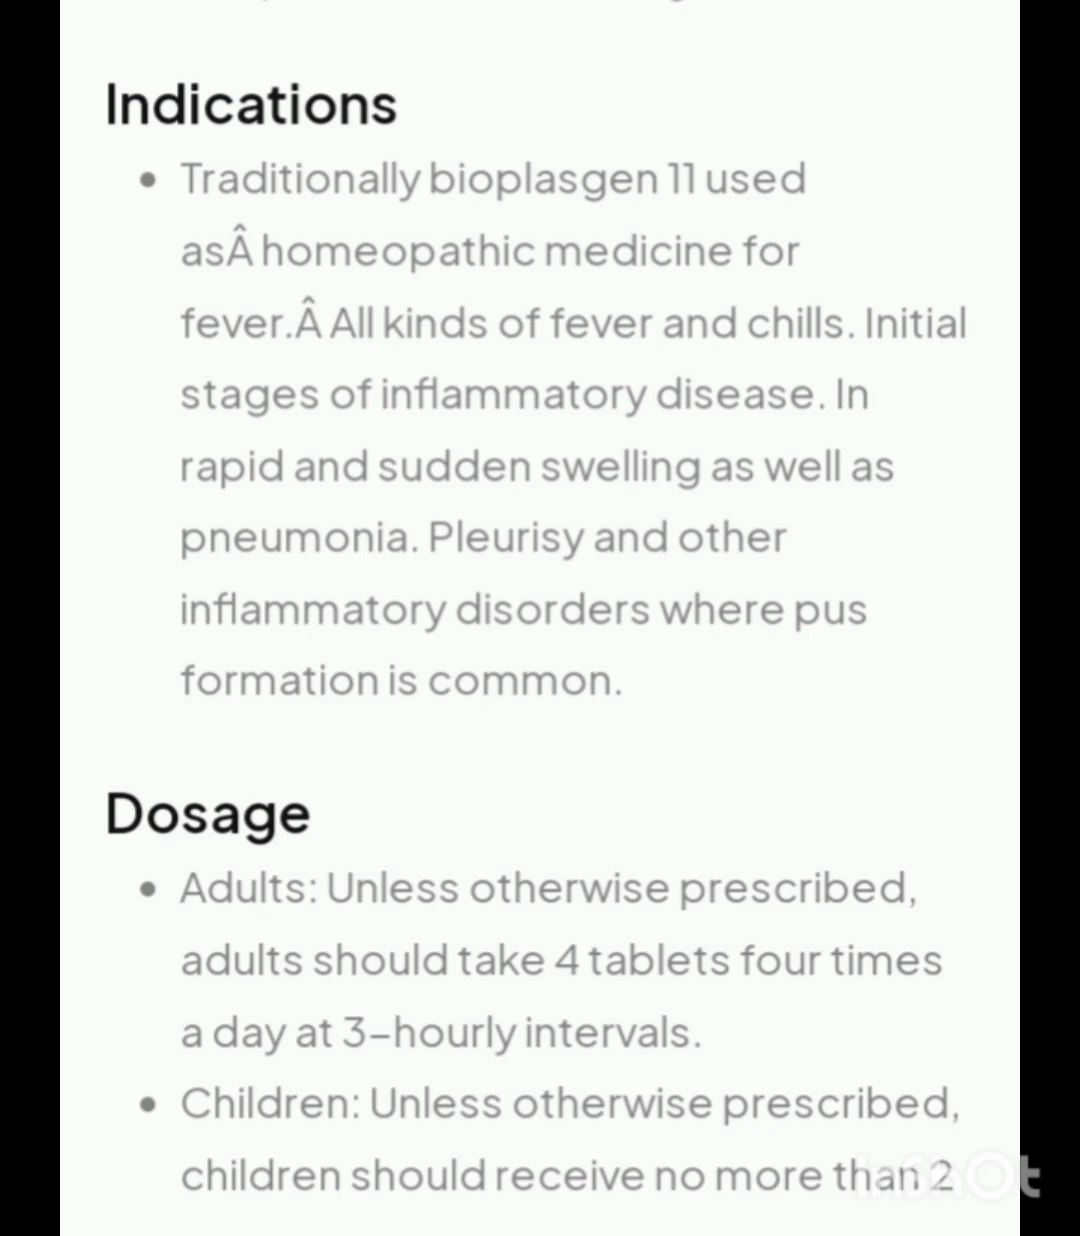 Indications
• Traditionally bioplasgen 11 used
asÂ homeopathic medicine for
fever.Â All kinds of fever and chills. Initial
stages of inflammatory disease. In
rapid and sudden swelling as well as
pneumonia. Pleurisy and other
inflammatory disorders where pus
formation is common.
Dosage
• Adults: Unless otherwise prescribed,
adults should take 4 tablets four times
a day at 3–hourly intervals.
• Children: Unless otherwise prescribed,
children should receive no more than 2
InShOt